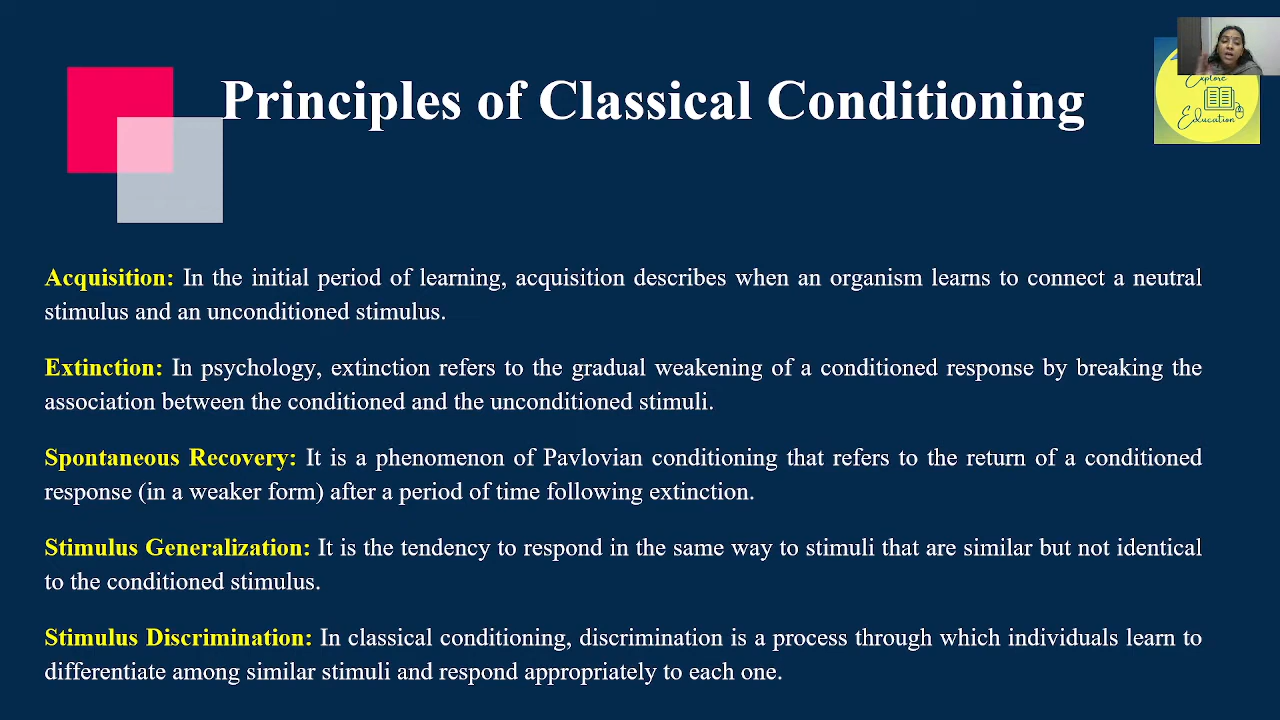 Principles of Classical Conditioning
Explore
Education
Acquisition: In the initial period of learning, acquisition describes when an organism learns to connect a neutral
stimulus and an unconditioned stimulus.
Extinction: In psychology, extinction refers to the gradual weakening of a conditioned response by breaking the
association between the conditioned and the unconditioned stimuli.
Spontaneous Recovery: It is a phenomenon of Pavlovian conditioning that refers to the return of a conditioned
response (in a weaker form) after a period of time following extinction.
Stimulus Generalization: It is the tendency to respond in the same way to stimuli that are similar but not identical
to the conditioned stimulus.
Stimulus Discrimination: In classical conditioning, discrimination is a process through which individuals learn to
differentiate among similar stimuli and respond appropriately to each one.